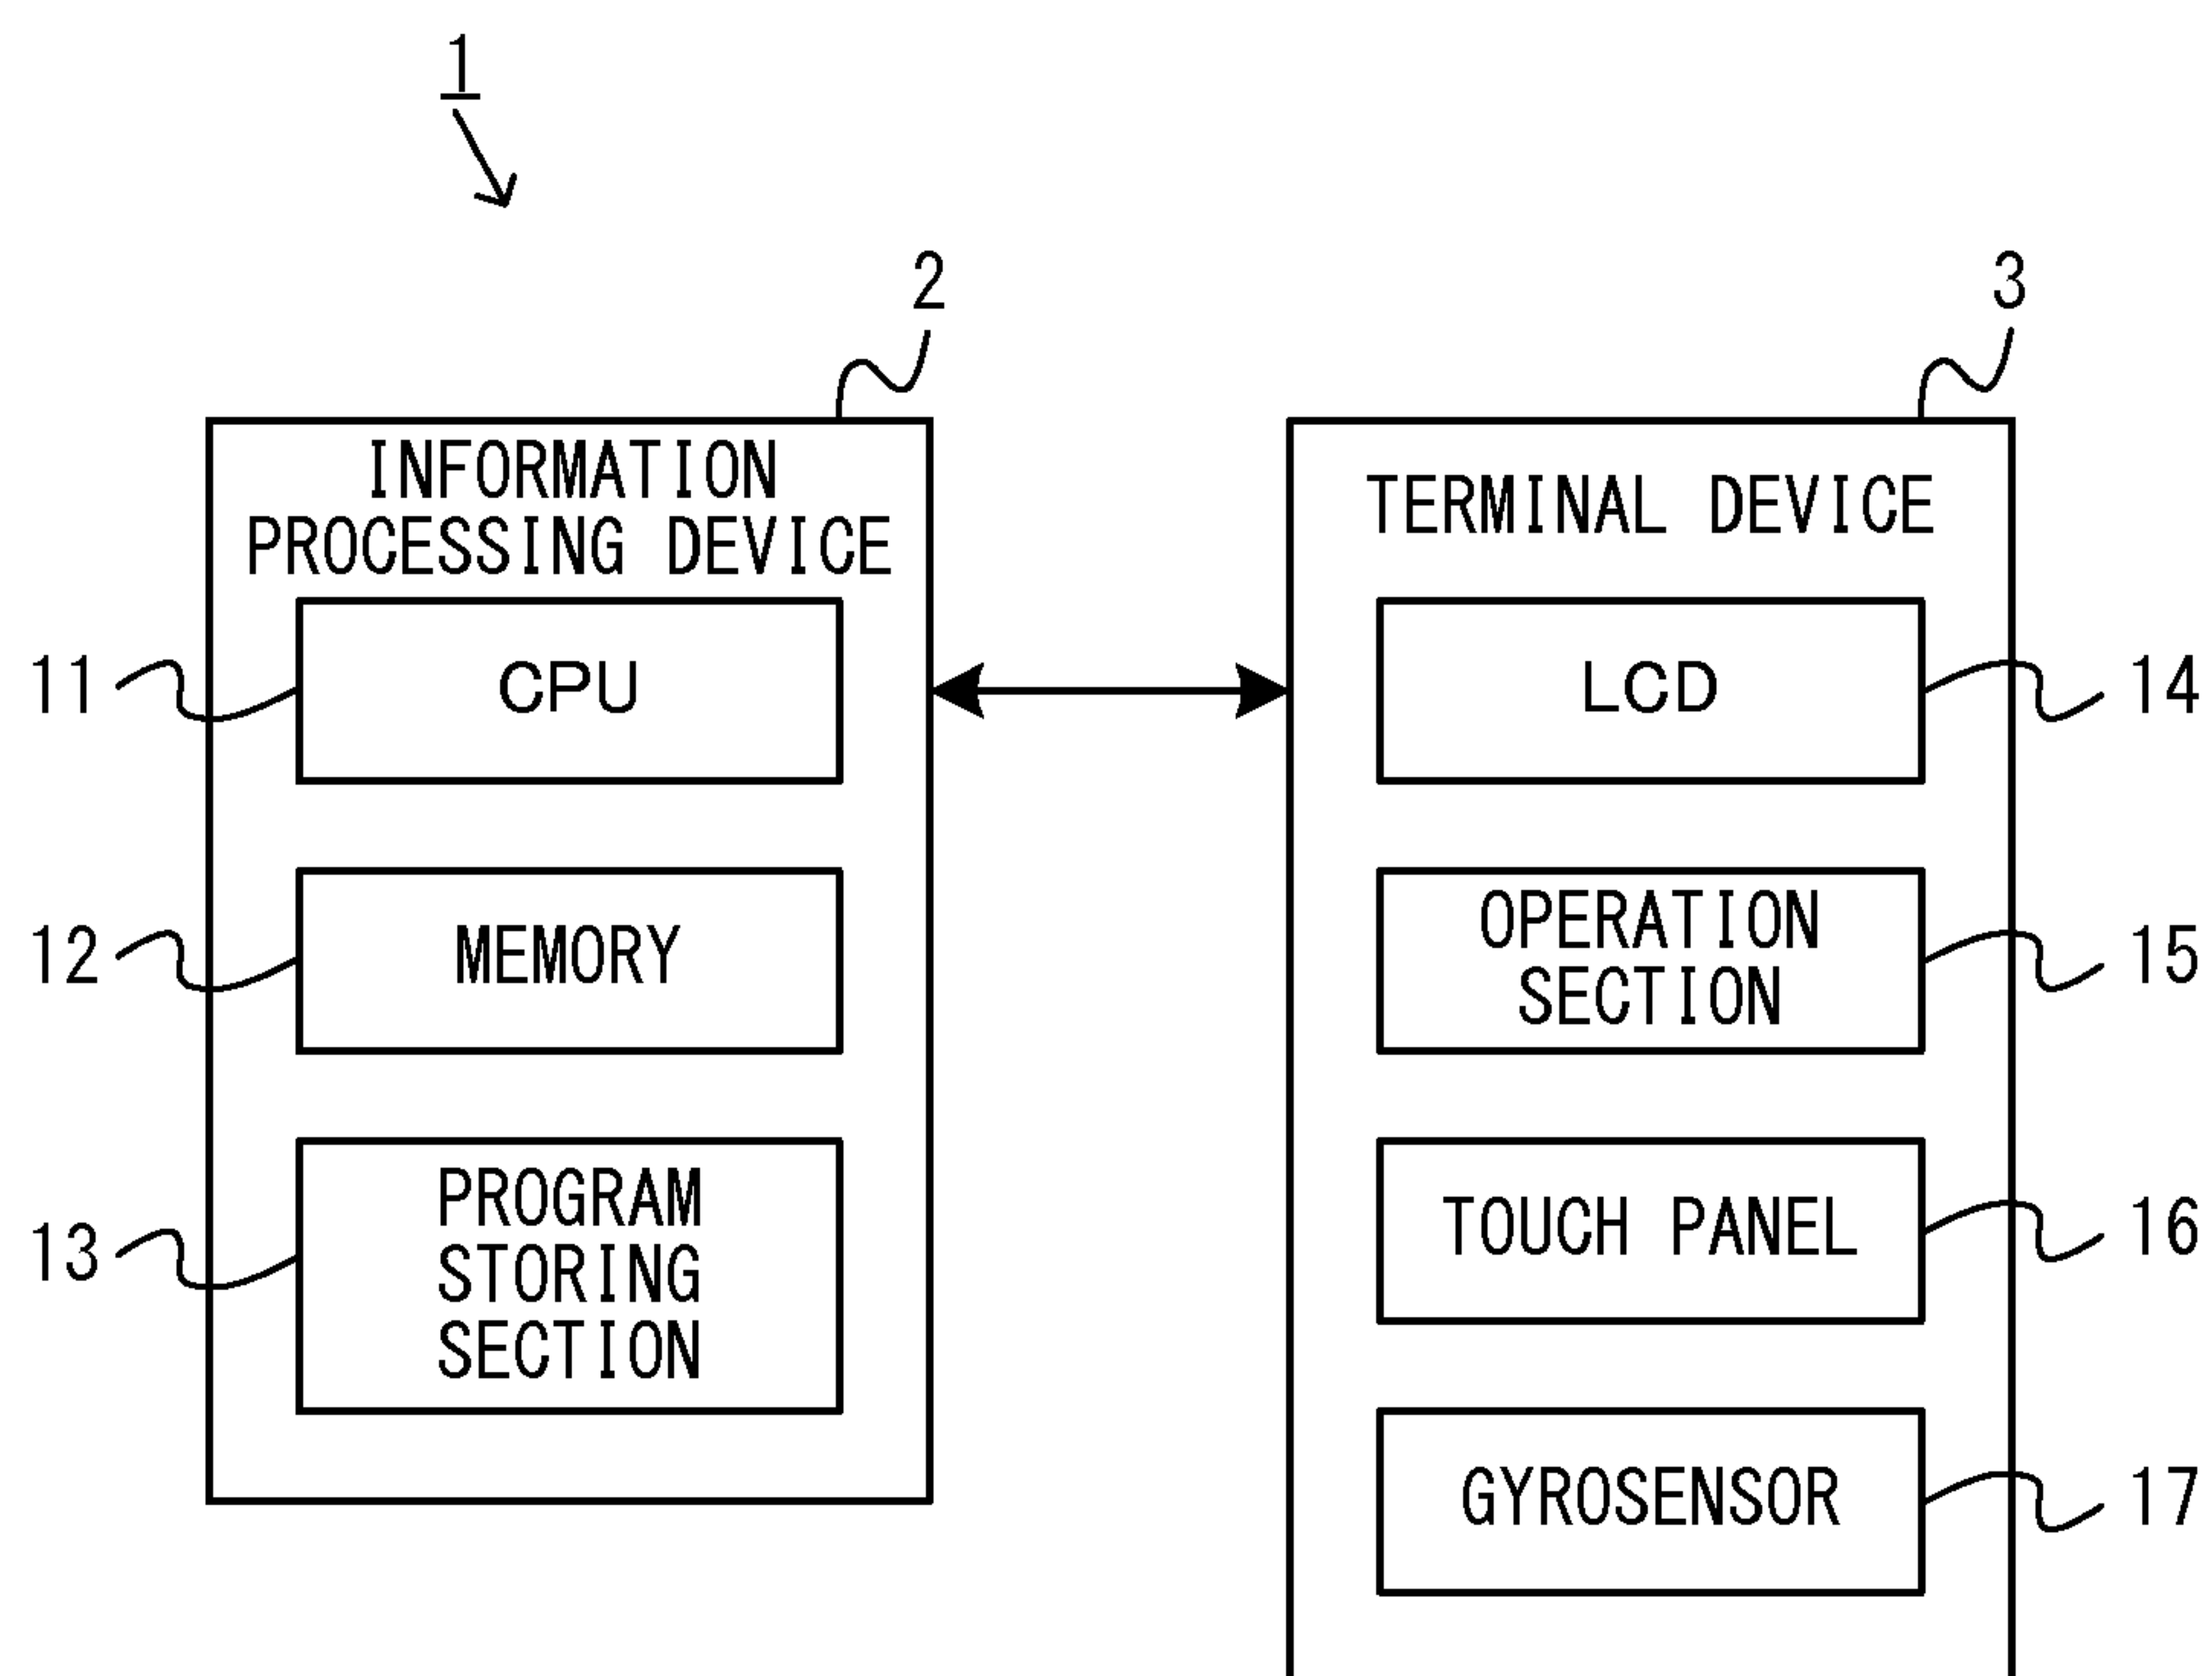 1
2
3
INFORMATION
PROCESSING DEVICE
TERMINAL DEVICE
11
CPU
LCD
14
12
MEMORY
OPERATION
SECTION
15
13
PROGRAM
STORING
SECTION
TOUCH PANEL
16
GYROSENSOR
17